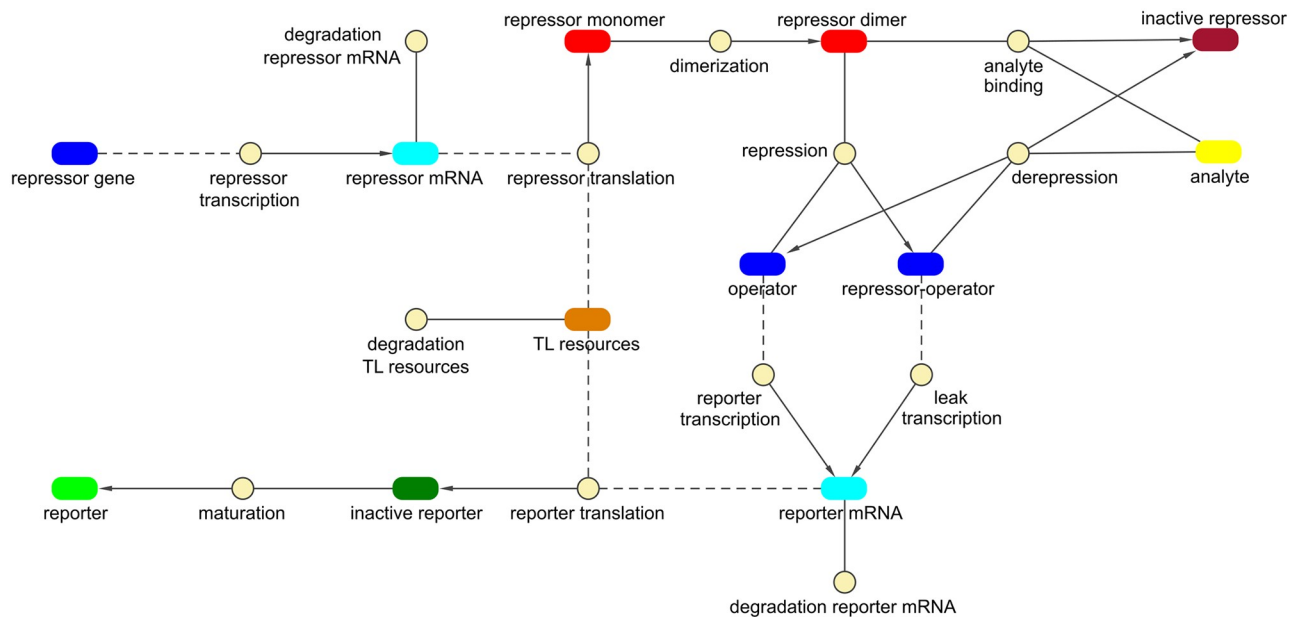 repressor monomer
repressor dimer
inactive repressor
degradation
repressor mRNA
dimerization
analyte
binding
repressor gene
repressor
transcription
repressor mRNA
repressor translation
repression
derepression
analyte
operator
repressor-operator
degradation
TL resources
TL resources
reporter
transcription
leak
transcription
reporter
maturation
inactive reporter
reporter translation
reporter mRNA
degradation reporter mRNA